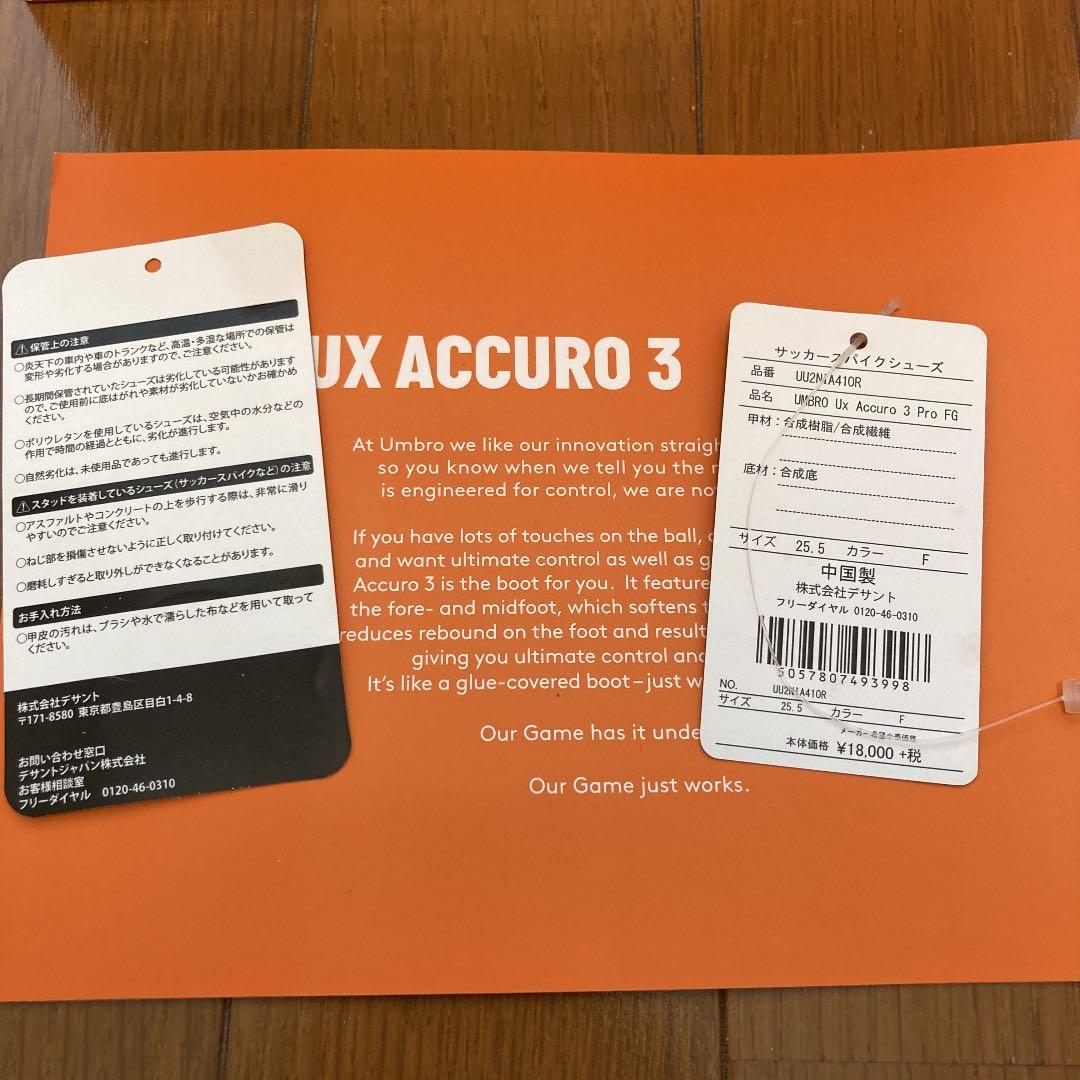 ⚠保管上の注意
○炎天下の車内や車のトランクなど、高温・多湿な場所での保管は
変形や劣化する場合がありますので、ご注意ください。
○長期間保管されていたシューズは劣化している可能性があります
ので、ご使用前に底はがれや素材が劣化していないかお確かめ
ください。
○ポリウレタンを使用しているシューズは、空気中の水分などの
作用で時間の経過とともに、劣化が進行します。
○自然劣化は、未使用品であっても進行します。
⚠スタッドを装着しているシューズ(サッカースパイクなど)の注意
○アスファルトやコンクリートの上を歩行する際は、非常に滑り
やすいのでご注意ください。
○ねじ部を損傷させないように正しく取り付けてください。
○磨耗しすぎると取り外しができなくなることがあります。
お手入れ方法
○甲皮の汚れは、ブラシや水で濡らした布などを用いて取って
ください。
株式会社デサント
〒171-8580 東京都豊島区目白1-4-8
お問い合わせ窓口
デサントジャパン株式会社
お客様相談室
フリーダイヤル 0120-46-0310
UX ACCURO 3
At Umbro we like our innovation straigh
so you know when we tell you the
is engineered for control, we are no
If you have lots of touches on the ball,
and want ultimate control as well as g
Accuro 3 is the boot for you. It feature
the fore- and midfoot, which softens
reduces rebound on the foot and result
giving you ultimate control and
It's like a glue-covered boot – just w
Our Game has it unde
Our Game just works.
サッカースパイクシューズ
品番 UU2NIA41OR
品名 UMBRO Ux Accuro 3 Pro FG
甲材:合成樹脂/合成繊維
底材:合成底
サイズ 25.5 カラー F
中国製
株式会社デサント
フリーダイヤル 0120-46-0310
5057807493998
NO. UU2NIA41OR
サイズ 25.5 カラー F
メーカー希望小売価格
本体価格 ¥18,000 +税